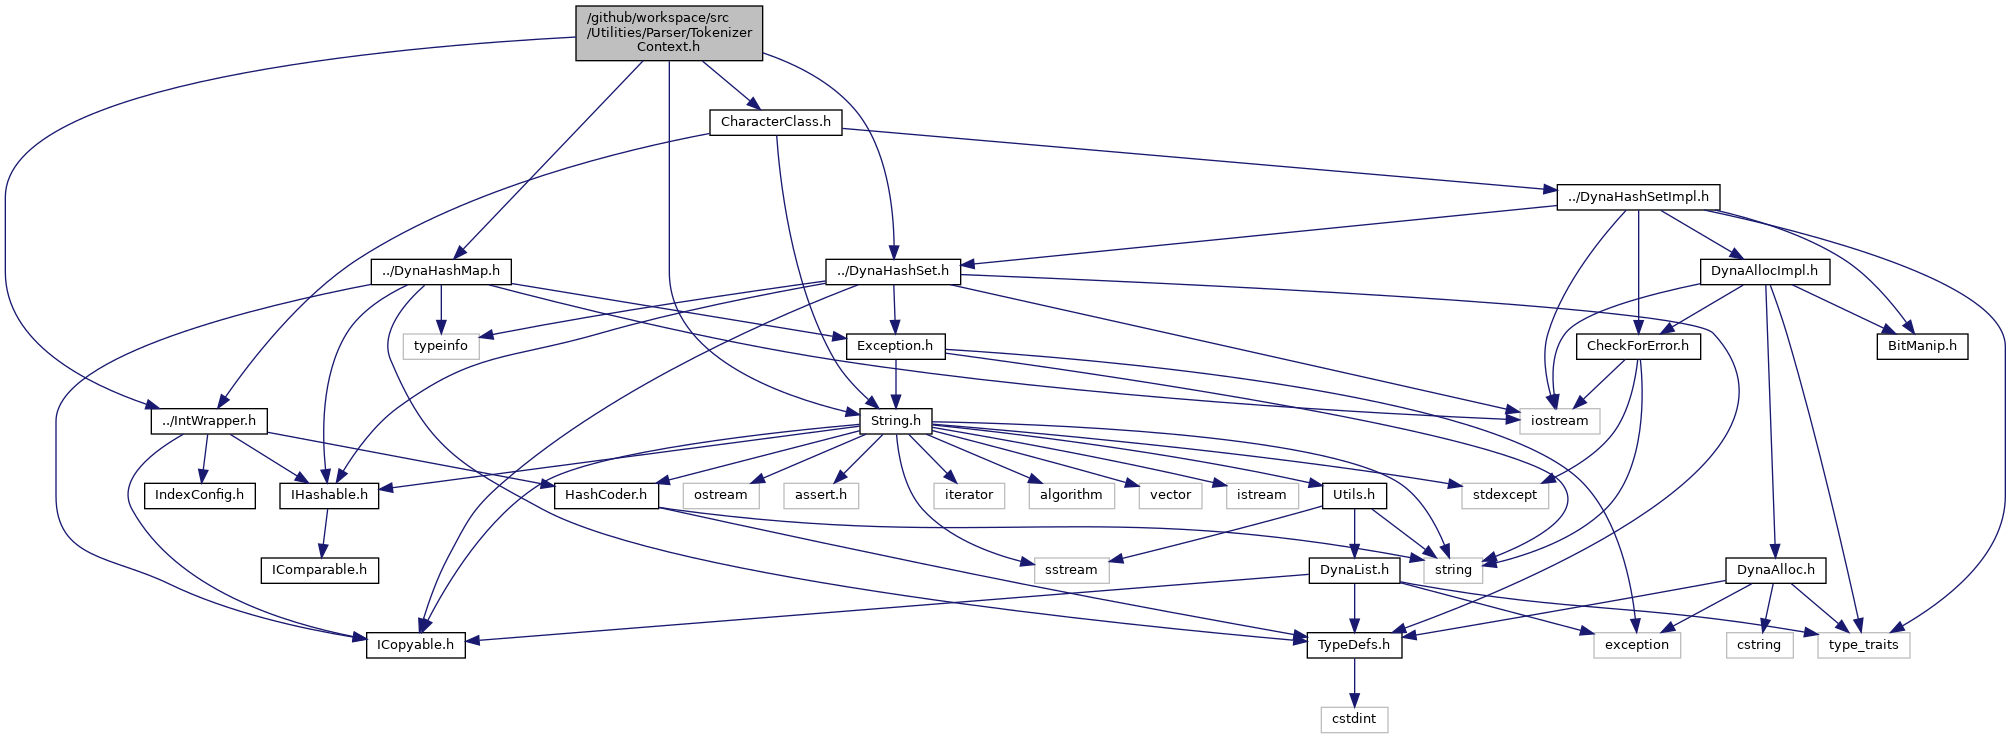 /github/workspace/src
/Utilities/Parser/Tokenizer
Context.h
CharacterClass.h
../DynaHashSetImpl.h
../DynaHashMap.h
../DynaHashSet.h
DynaAllocImpl.h
typeinfo
Exception.h
CheckForError.h
BitManip.h
../IntWrapper.h
String.h
iostream
IndexConfig.h
IHashable.h
HashCoder.h
ostream
assert.h
iterator
algorithm
vector
istream
Utils.h
stdexcept
IComparable.h
sstream
DynaList.h
string
DynaAlloc.h
ICopyable.h
TypeDefs.h
exception
cstring
type_traits
cstdint